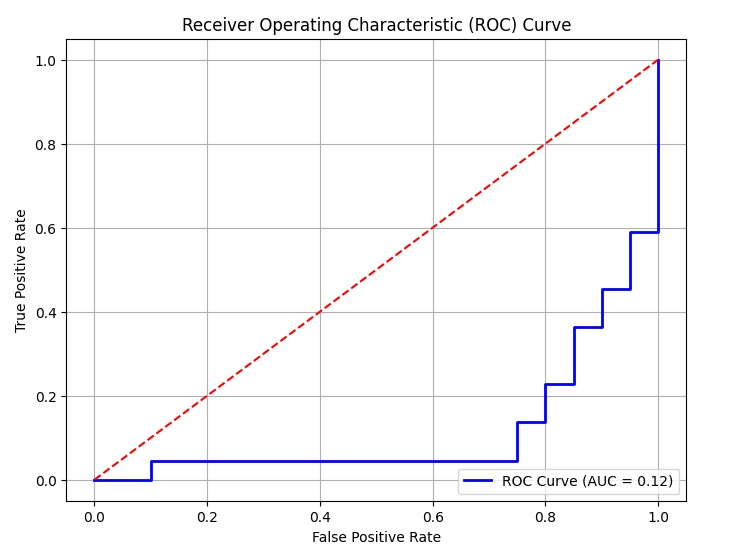 Receiver Operating Characteristic (ROC) Curve
1.0
0.8
0.6
0.4
0.2
0.0
True Positive Rate
ROC Curve (AUC = 0.12)
0.0 0.2 0.4 0.6 0.8 1.0
False Positive Rate